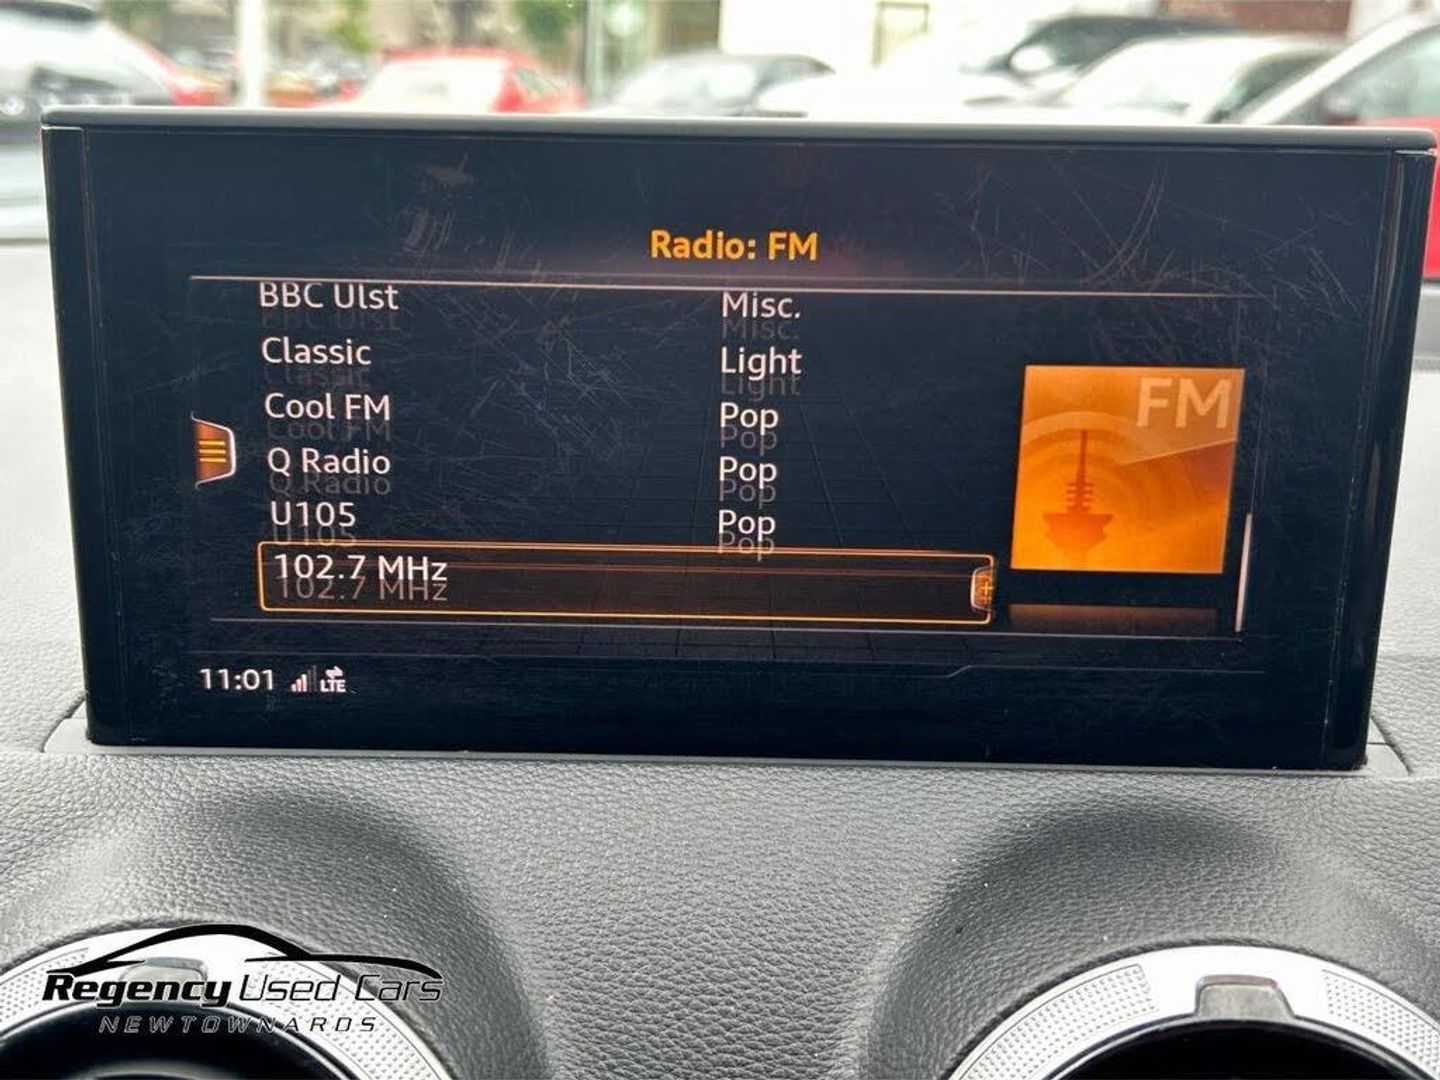 Radio: FM
BBC Ulst Misc.
Classic Light
Cool FM Pop
Q Radio Pop
U105 Pop
102.7 MHz
FM
11:01 LTE
Regency Used Cars
NEWTOWNARDS